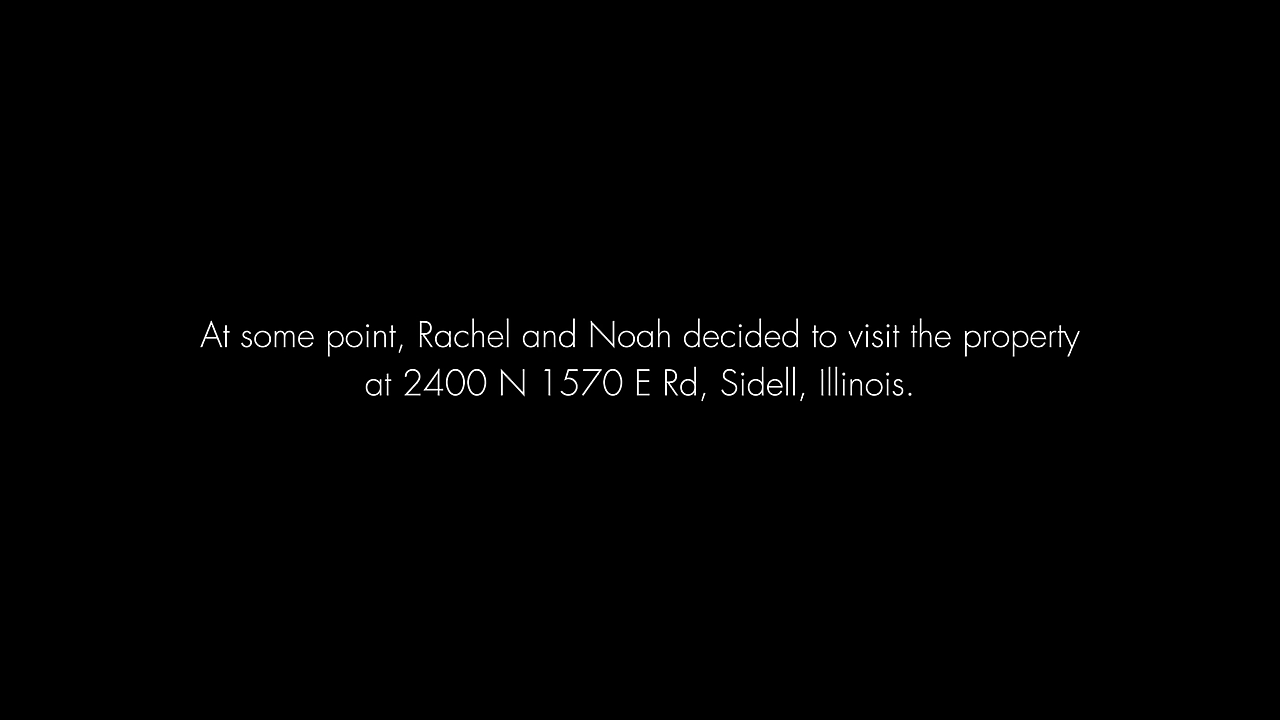 At some point, Rachel and Noah decided to visit the property
at 2400 N 1570 E Rd, Sidell, Illinois.